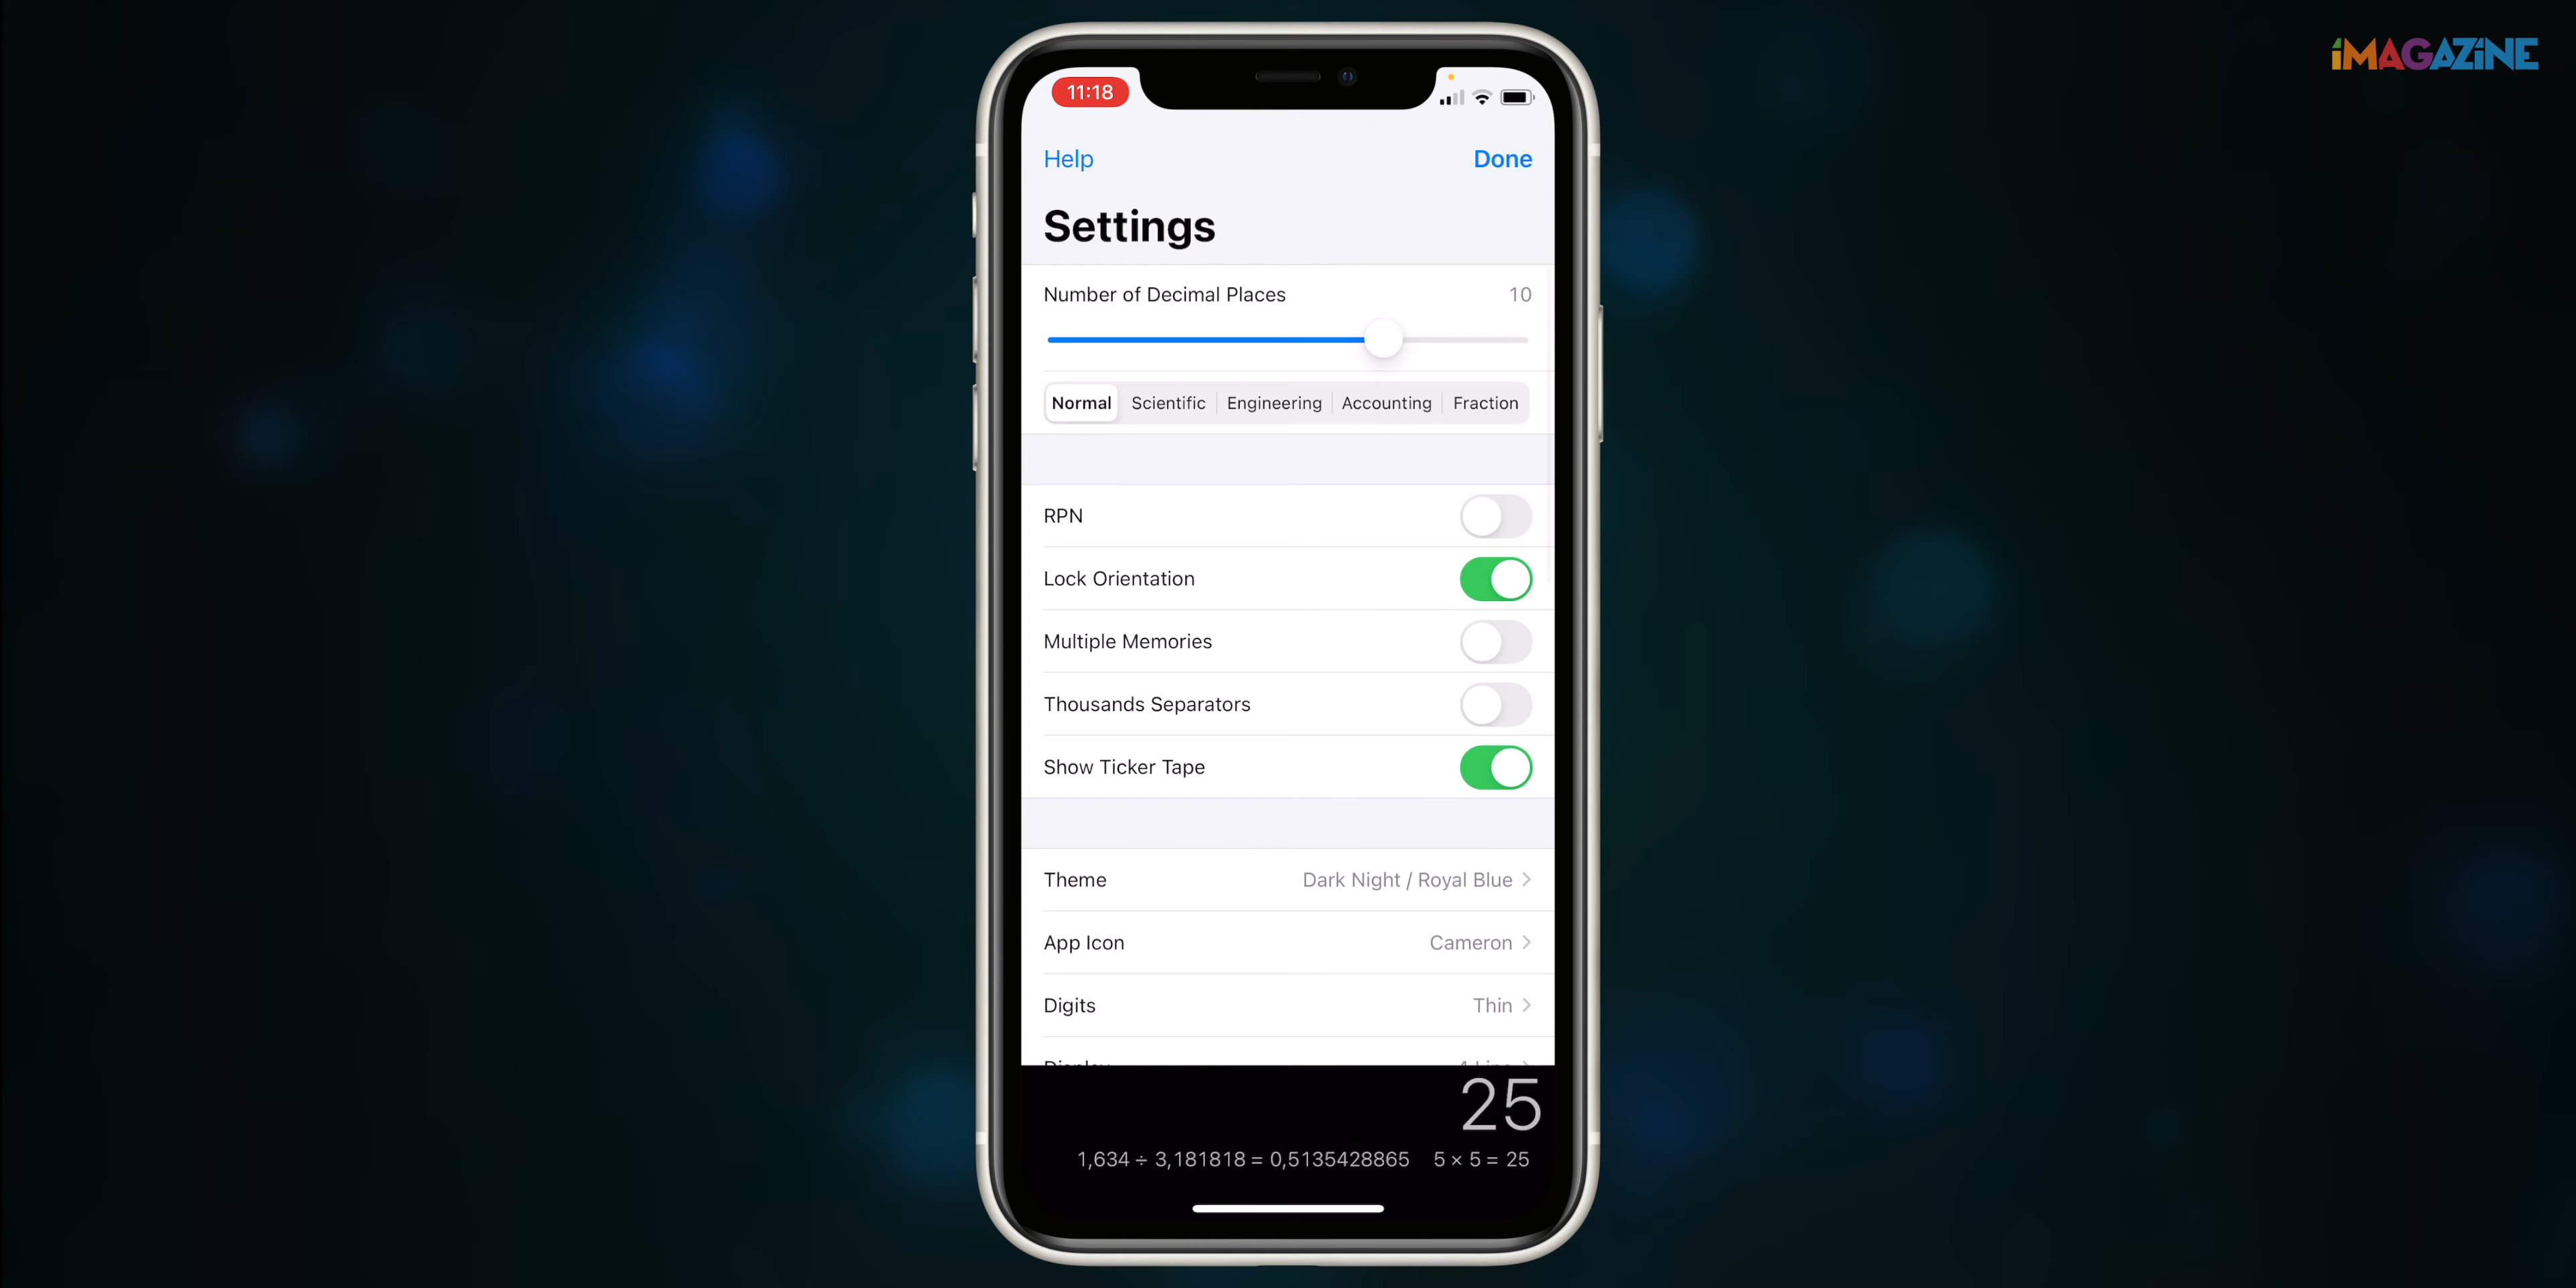 iMAGAZiNE
11:18
Help Done
Settings
Number of Decimal Places 10
Normal Scientific Engineering Accounting Fraction
RPN
Lock Orientation
Multiple Memories
Thousands Separators
Show Ticker Tape
Theme Dark Night / Royal Blue
App Icon Cameron
Digits Thin
25
1,634 ÷ 3,181818 = 0,5135428865 5 × 5 = 25